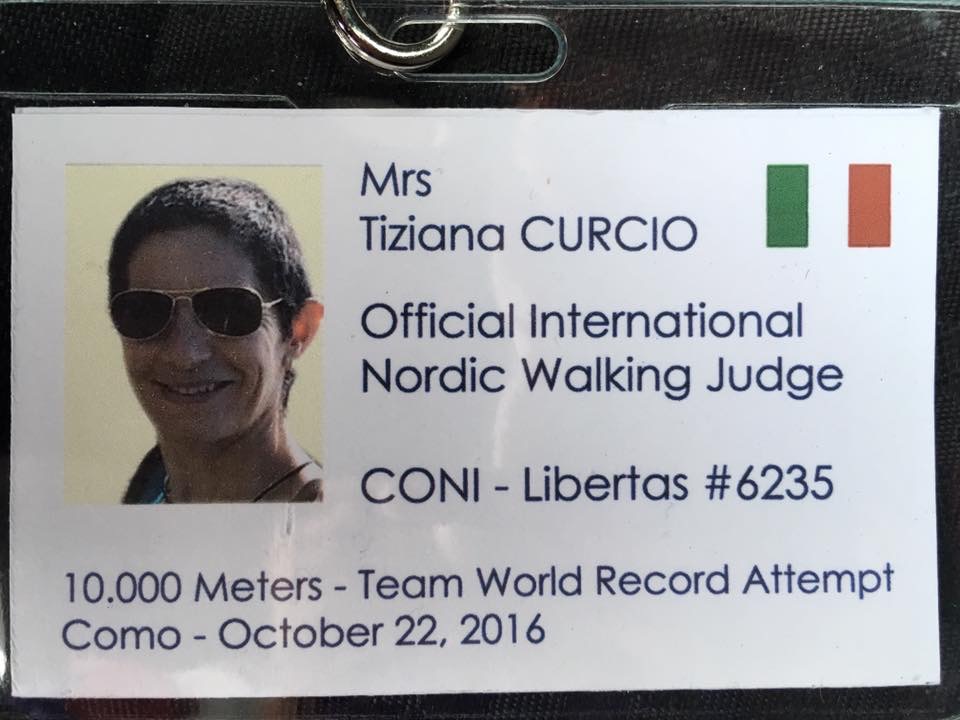 Mrs
Tiziana CURCIO
Official International
Nordic Walking Judge
CONI - Libertas #6235
10.000 Meters - Team World Record Attempt
Como - October 22, 2016